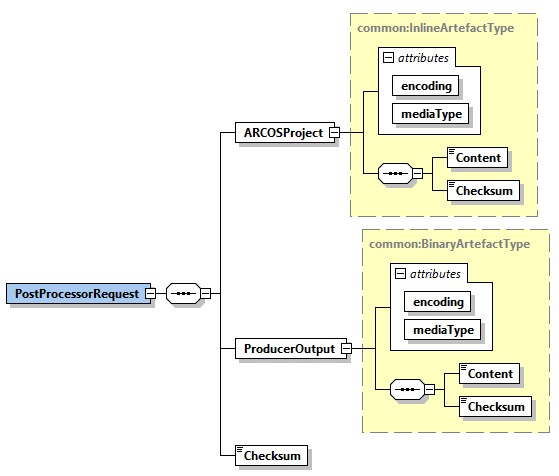 common:InlineArtefactType
attributes
encoding
mediaType
ARCOSProject
Content
Checksum
common:BinaryArtefactType
attributes
encoding
mediaType
PostProcessorRequest
ProducerOutput
Content
Checksum
Checksum